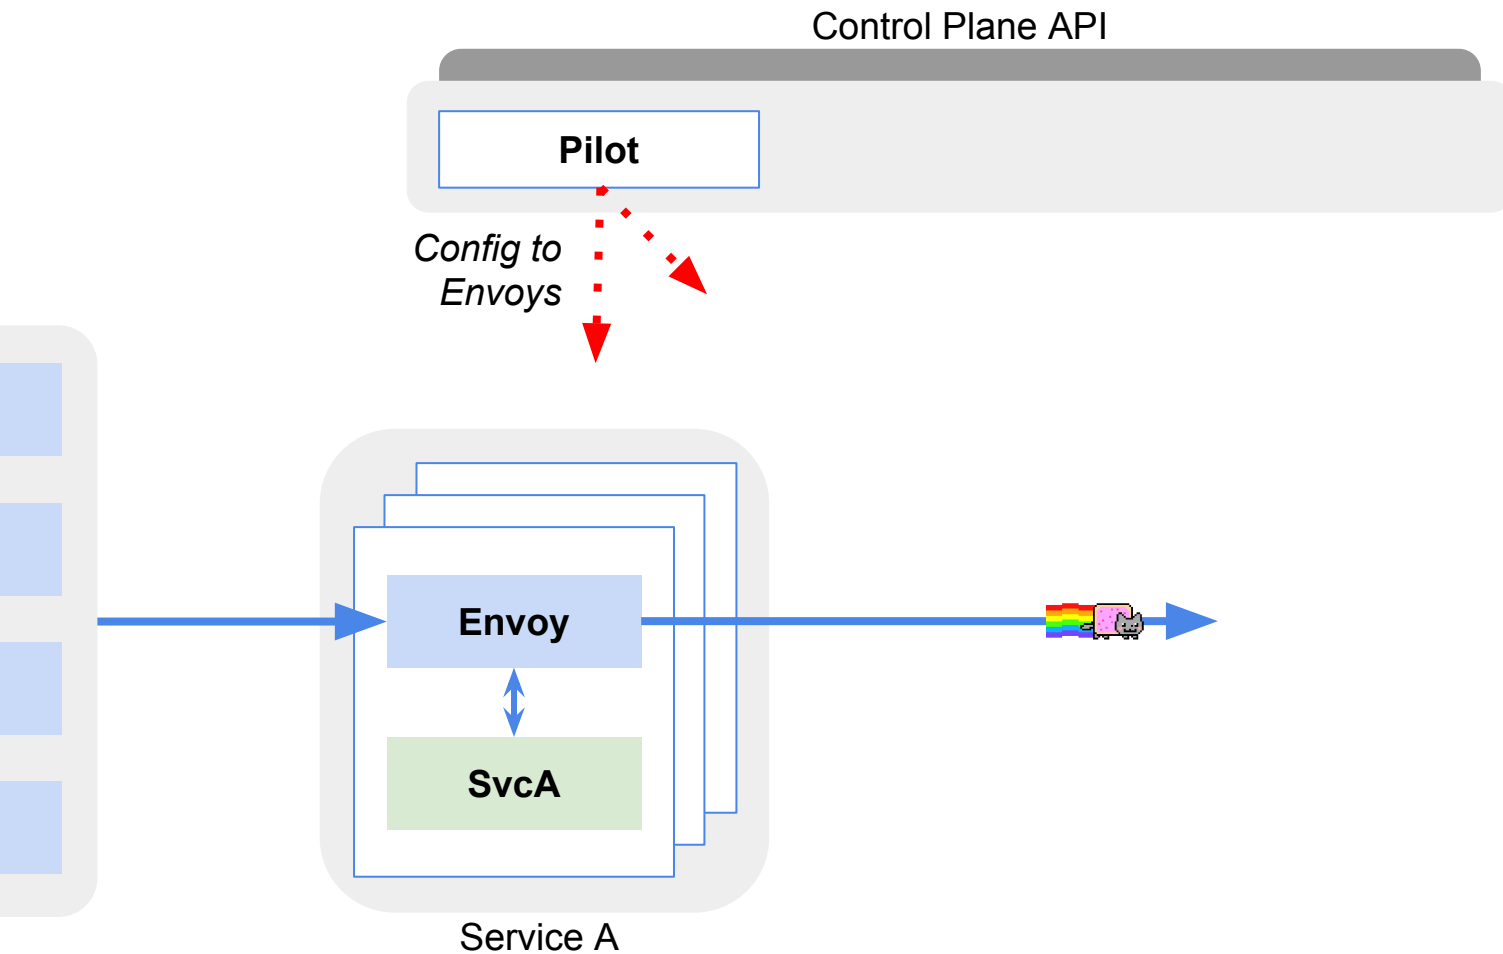 Control Plane API
Pilot
Config to
Envoys
Envoy
SvcA
Service A